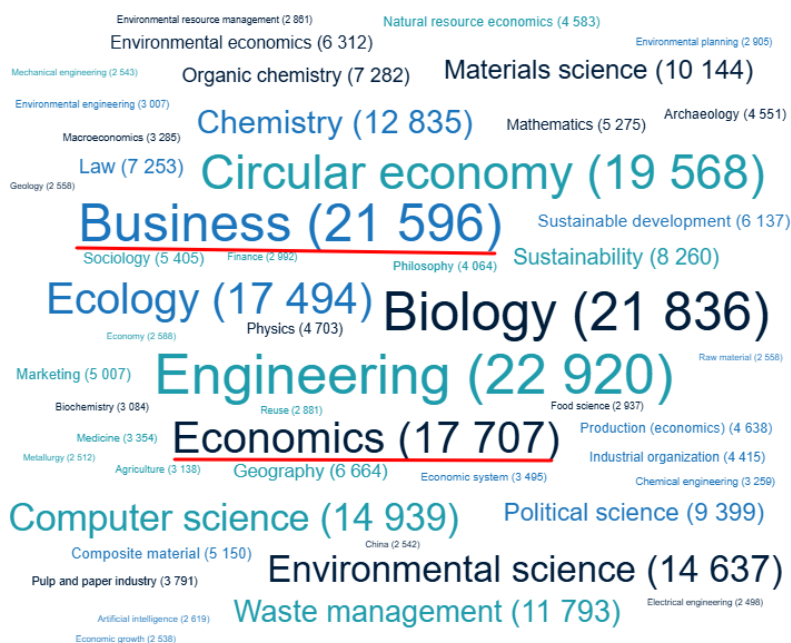 Environmental resource management (2 861)
Natural resource economics (4 583)
Environmental economics (6 312)
Environmental planning (2 905)
Mechanical engineering (2 543)
Organic chemistry (7 282)
Materials science (10 144)
Environmental engineering (3 007)
Chemistry (12 835)
Mathematics (5 275)
Archaeology (4 551)
Macroeconomics (3 285)
Law (7 253)
Circular economy (19 568)
Geology (2 558)
Business (21 596)
Sustainable development (6 137)
Sociology (5 405)
Finance (2 992)
Philosophy (4 064)
Sustainability (8 260)
Ecology (17 494)
Biology (21 836)
Physics (4 703)
Economy (2 588)
Engineering (22 920)
Raw material (2 558)
Marketing (5 007)
Biochemistry (3 084)
Reuse (2 881)
Food science (2 937)
Medicine (3 354)
Economics (17 707)
Production (economics) (4 638)
Metallurgy (2 512)
Industrial organization (4 415)
Agriculture (3 138)
Geography (6 664)
Economic system (3 495)
Chemical engineering (3 259)
Computer science (14 939)
Political science (9 399)
China (2 542)
Composite material (5 150)
Environmental science (14 637)
Pulp and paper industry (3 791)
Electrical engineering (2 498)
Artificial intelligence (2 619)
Waste management (11 793)
Economic growth (2 538)